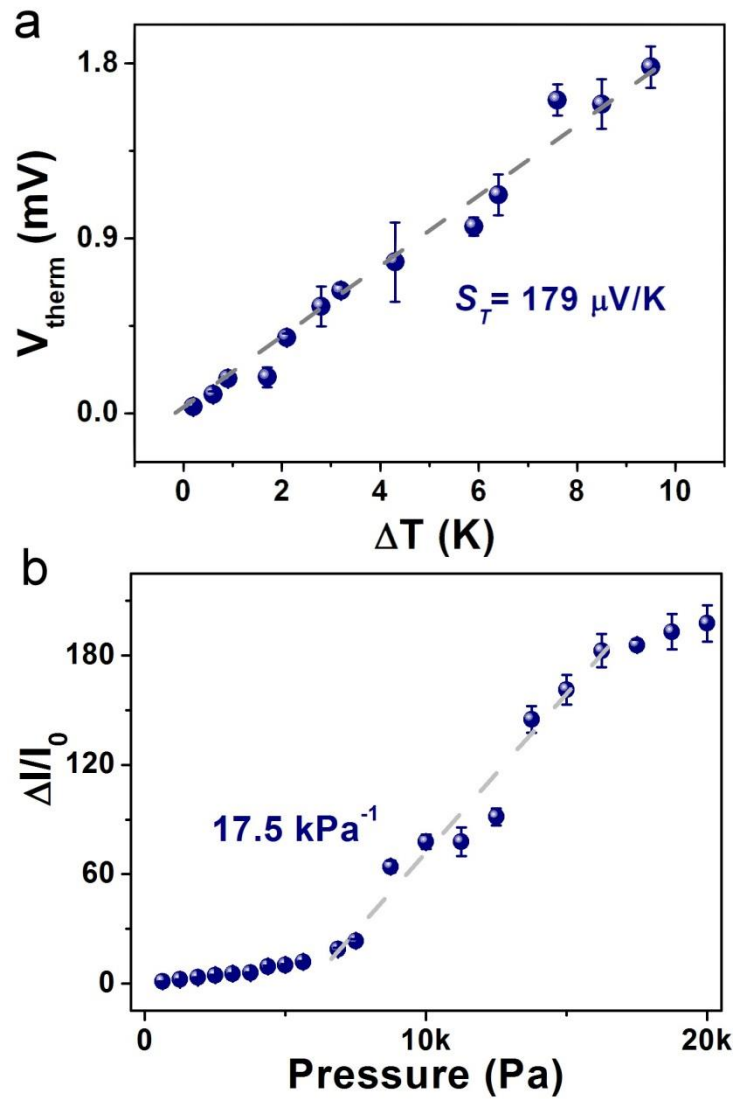 a
1.8
0.9
0.0
V_therm (mV)
S_T = 179 μV/K
0 2 4 6 8 10
ΔT (K)
b
180
120
60
0
ΔI/I_0
17.5 kPa^-1
0 10k 20k
Pressure (Pa)